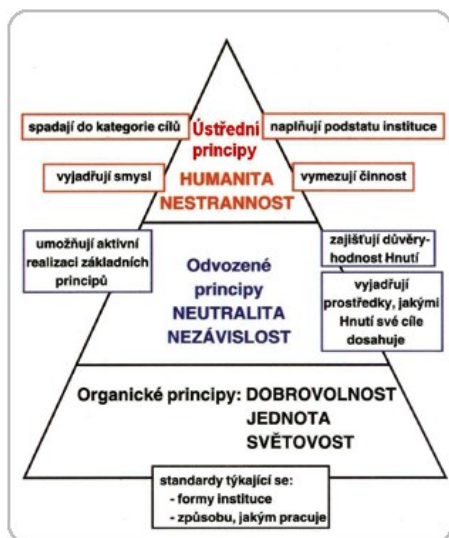 Ústřední
principy
HUMANITA
NESTRANNOST
spadají do kategorie cílů
naplňují podstatu instituce
vyjadřují smysl
vymezují činnost
umožňují aktivní
realizaci základních
principů
zajišťují důvěry-
hodnost Hnutí
vyjadřují
prostředky, jakými
Hnutí své cíle
dosahuje
Odvozené
principy
NEUTRALITA
NEZÁVISLOST
Organické principy: DOBROVOLNOST
JEDNOTA
SVĚTOVOST
standardy týkající se:
- formy instituce
- způsobu, jakým pracuje